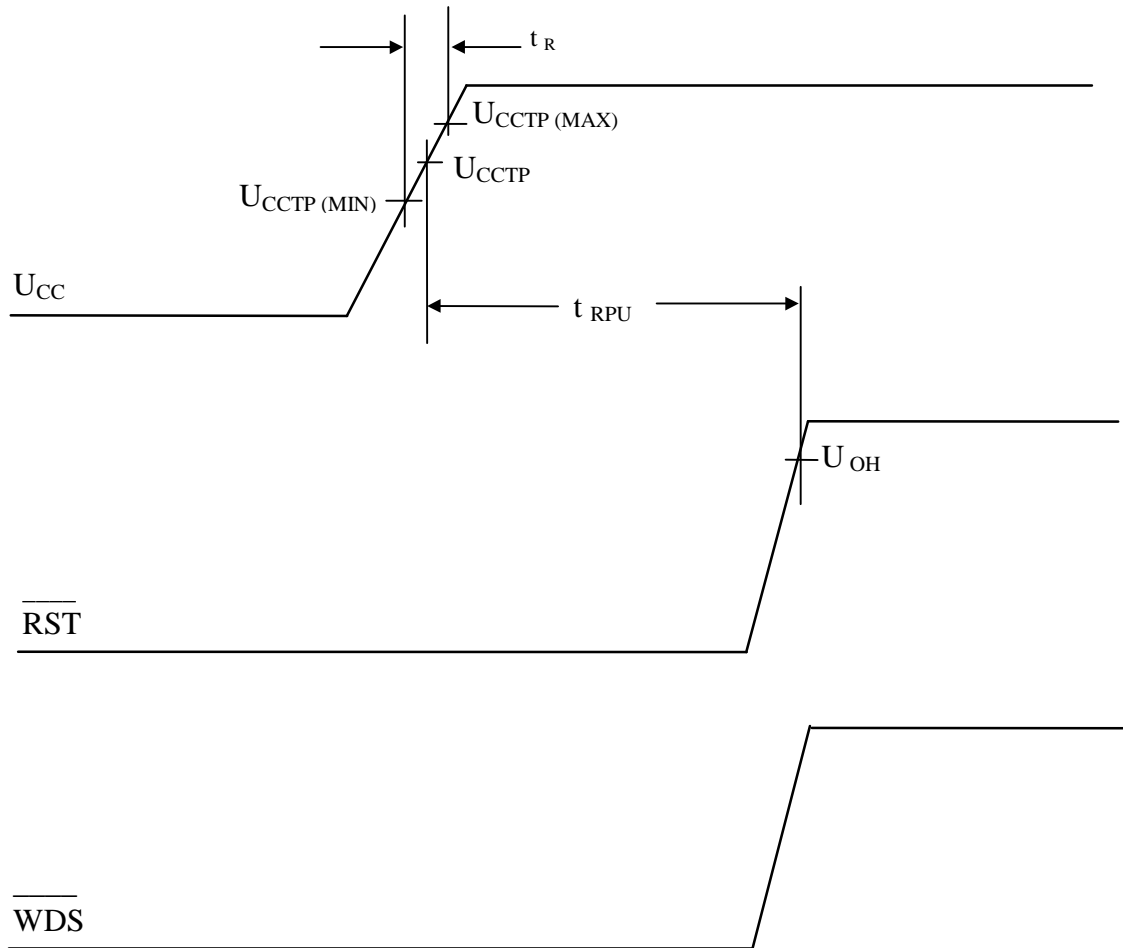 t R
UCCTP (MAX)
UCCTP
UCCTP (MIN)
UCC
t RPU
U OH
RST
WDS